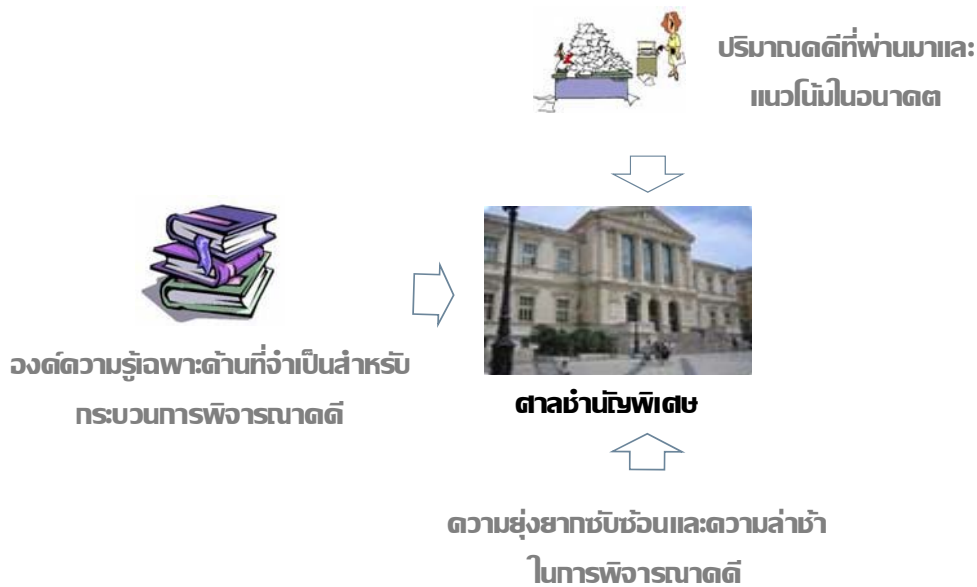 ปริมาณคดีที่ผ่านมาและ
แนวโน้มในอนาคต
องค์ความรู้เฉพาะด้านที่จำเป็นสำหรับ
กระบวนการพิจารณาคดี
ศาลชำนัญพิเศษ
ความยุ่งยากซับซ้อนและความล่าช้า
ในการพิจารณาคดี